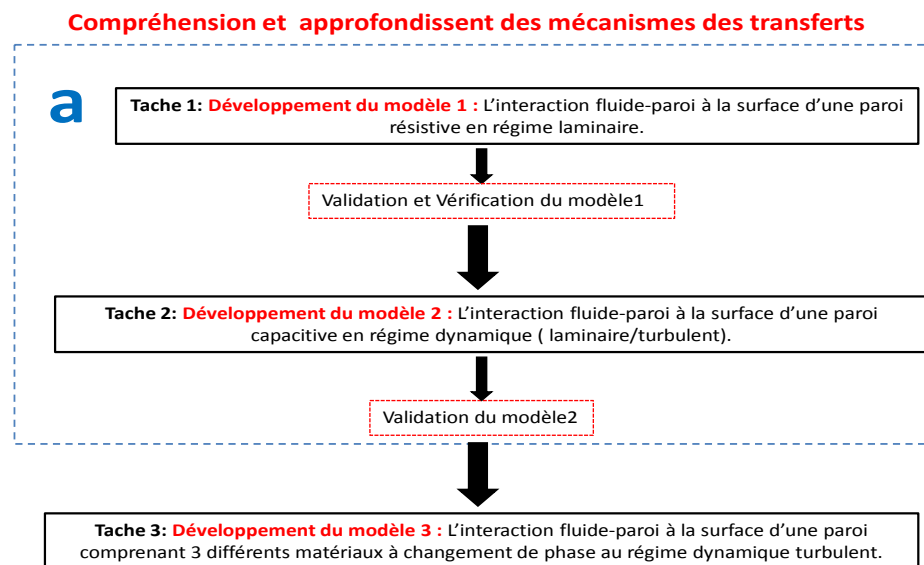 Compréhension et approfondissent des mécanismes des transferts
a
Tache 1: Développement du modèle 1 : L'interaction fluide-paroi à la surface d'une paroi
résistive en régime laminaire.
Validation et Vérification du modèle1
Tache 2: Développement du modèle 2 : L'interaction fluide-paroi à la surface d'une paroi
capacitive en régime dynamique ( laminaire/turbulent).
Validation du modèle2
Tache 3: Développement du modèle 3 : L'interaction fluide-paroi à la surface d'une paroi
comprenant 3 différents matériaux à changement de phase au régime dynamique turbulent.